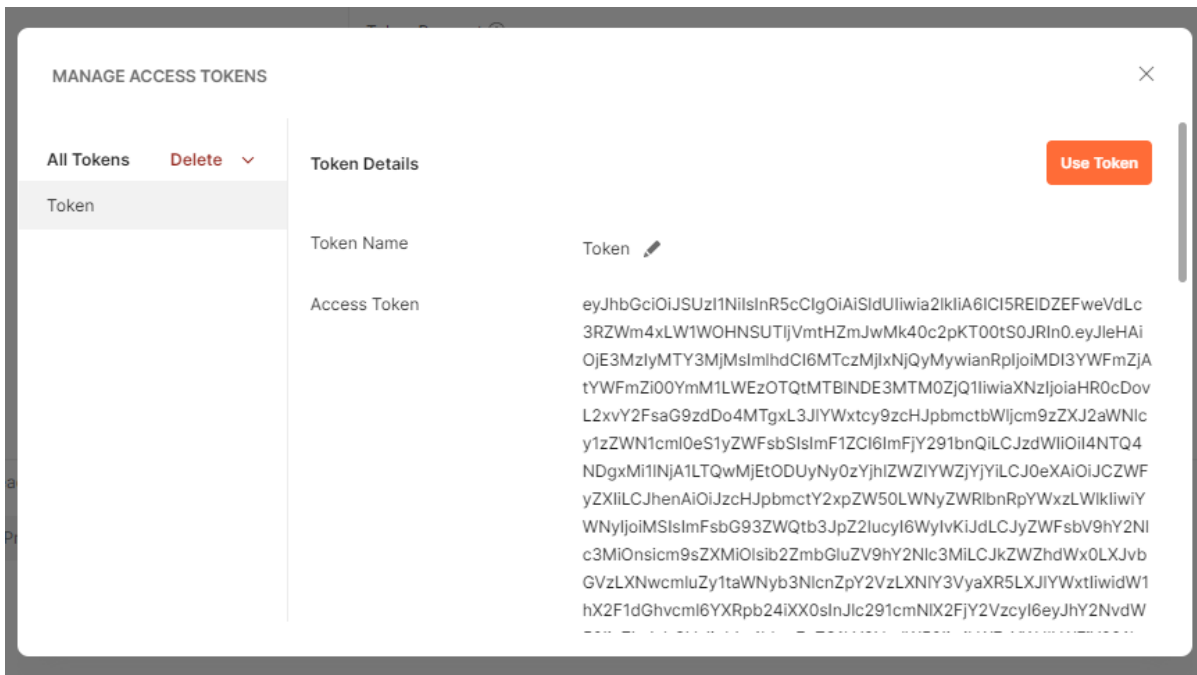 MANAGE ACCESS TOKENS
All Tokens Delete
Token
Token Details
Use Token
Token Name
Token
Access Token
eyJhbGciOiJSUzI1NiIsInR5cCIgOiAiSldUIiwia2lkIiA6ICI5RElDZEFweVdLc
3RZWm4xLW1WOHNSUTljVmtHZmJwMk40c2pKT00tS0JRIn0.eyJleHAi
OjE3MzIyMTY3MjMsImlhdCI6MTczMjIxNjQyMywianRpIjoiMDI3YWFmZjA
tYWFmZi00YmM1LWEzOTQtMTBlNDE3MTM0ZjQ1IiwiaXNzIjoiaHR0cDov
L2xvY2FsaG9zdDo4MTgxL3JlYWxtcy9zcHJpbmctbWljcm9zZXJ2aWNlc
y1zZWN1cml0eS1yZWFsbSIsImF1ZCI6ImFjY291bnQiLCJzdWIiOiI4NTQ4
NDgxMi1lNjA1LTQwMjEtODUyNy0zYjhlZWZlYWZjYjYiLCJ0eXAiOiJCZWF
yZXIiLCJhenAiOiJzcHJpbmctY2xpZW50LWNyZWRlbnRpYWxzLWlkIiwiY
WNyIjoiMSIsImFsbG93ZWQtb3JpZ2lucyI6WyIvKiJdLCJyZWFsbV9hY2Nl
c3MiOnsicm9sZXMiOlsib2ZmbGluZV9hY2Nlc3MiLCJkZWZhdWx0LXJvb
GVzLXNwcmluZy1taWNyb3NlcnZpY2VzLXNlY3VyaXR5LXJlYWxtIiwidW1
hX2F1dGhvcml6YXRpb24iXX0sInJlc291cmNlX2FjY2VzcyI6eyJhY2NvdW